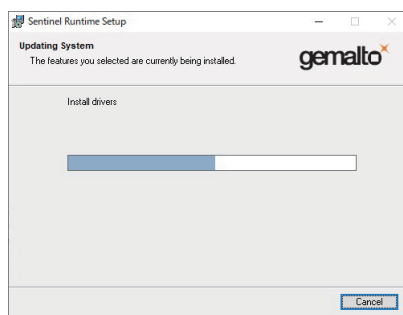 Sentinel Runtime Setup
Updating System
The features you selected are currently being installed.
gemalto
Install drivers
Cancel